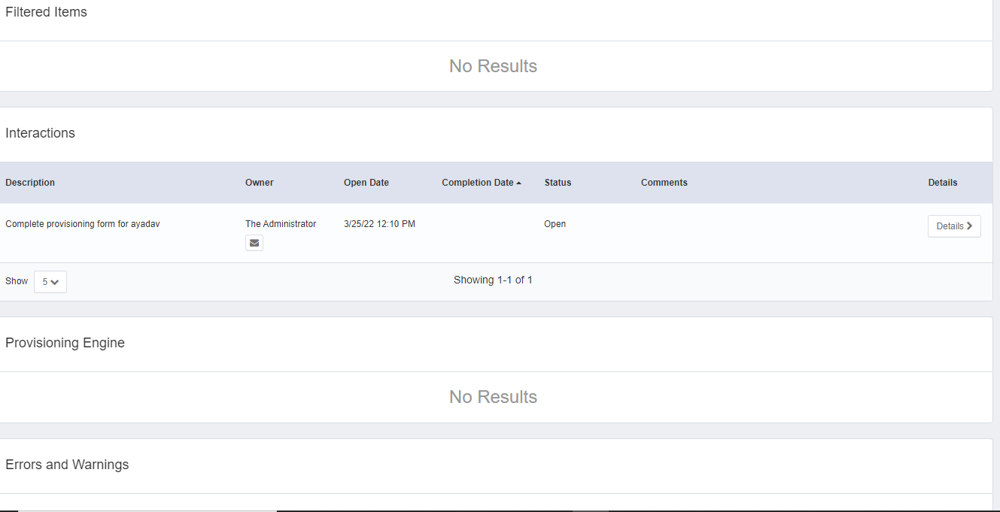 Filtered Items
No Results
Interactions
Description Owner Open Date Completion Date Status Comments Details
Complete provisioning form for ayadav The Administrator 3/25/22 12:10 PM Open Details
Show 5 Showing 1-1 of 1
Provisioning Engine
No Results
Errors and Warnings